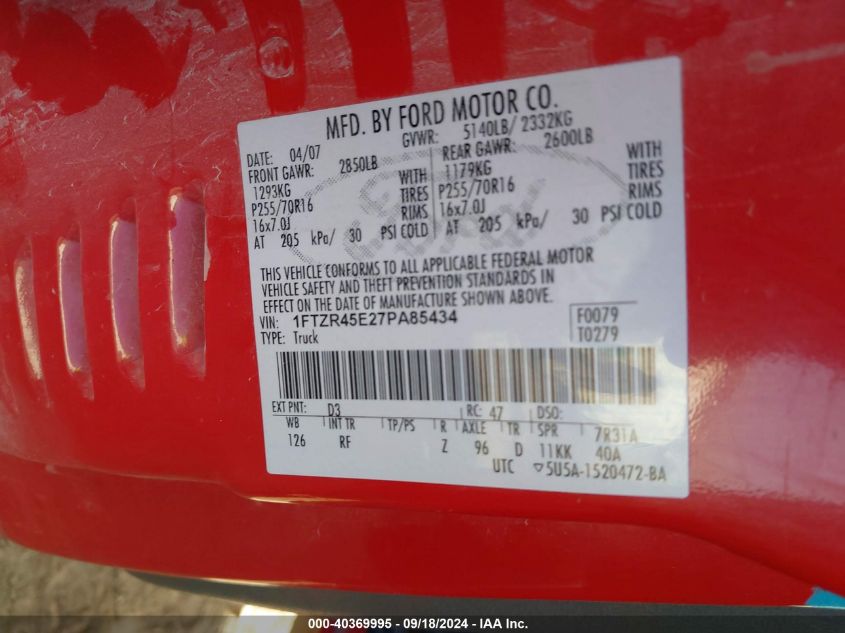 MFD. BY FORD MOTOR CO.
DATE: 04/07
GVWR: 5140LB/ 2332KG
FRONT GAWR: 2850LB
REAR GAWR: 2600LB
1293KG WITH
1179KG WITH
P255/70R16 TIRES
P255/70R16 TIRES
16x7.0J RIMS
16x7.0J RIMS
AT 205 kPa/ 30 PSI COLD
AT 205 kPa/ 30 PSI COLD
THIS VEHICLE CONFORMS TO ALL APPLICABLE FEDERAL MOTOR
VEHICLE SAFETY AND THEFT PREVENTION STANDARDS IN
EFFECT ON THE DATE OF MANUFACTURE SHOWN ABOVE.
VIN: 1FTZR45E27PA85434
F0079
TYPE: Truck
T0279
EXT PNT: D3 RC: 47 DSO:
WB INT TR TP/PS R AXLE TR SPR 7R31A
126 RF Z 96 D 11KK 40A
UTC ▽5U5A-1520472-BA
000-40369995 - 09/18/2024 - IAA Inc.